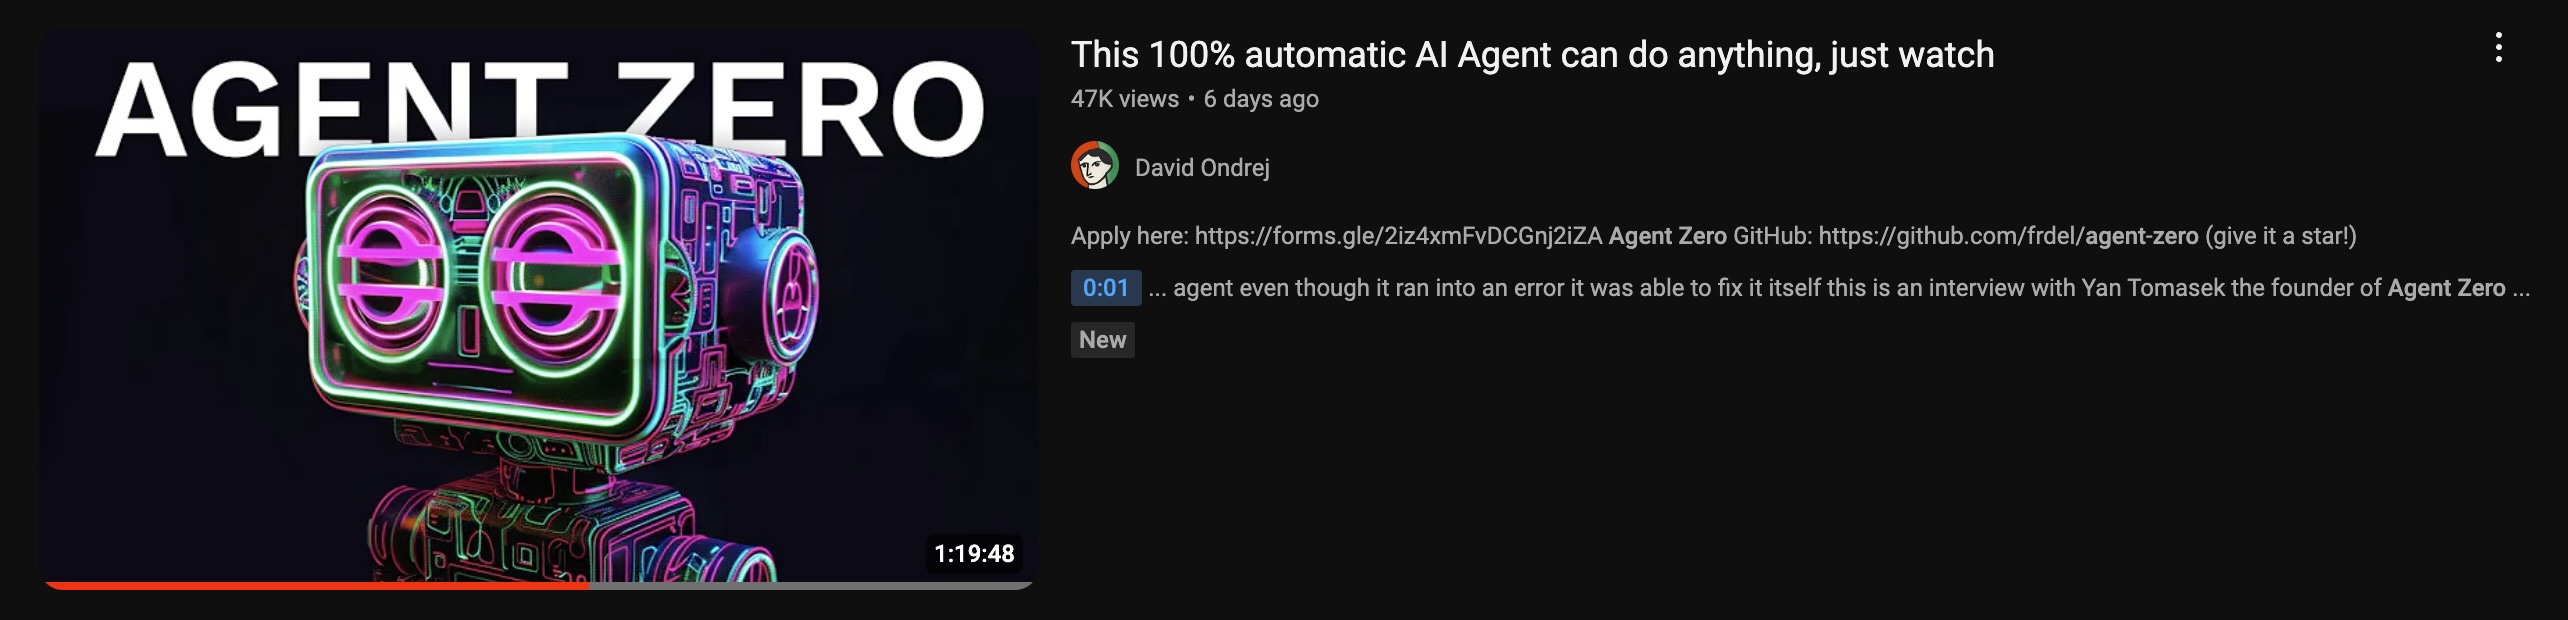 AGENT ZERO
1:19:48
This 100% automatic AI Agent can do anything, just watch
47K views • 6 days ago
David Ondrej
Apply here: https://forms.gle/2iz4xmFvDCGnj2iZA Agent Zero GitHub: https://github.com/frdel/agent-zero (give it a star!)
0:01 ... agent even though it ran into an error it was able to fix it itself this is an interview with Yan Tomasek the founder of Agent Zero ...
New